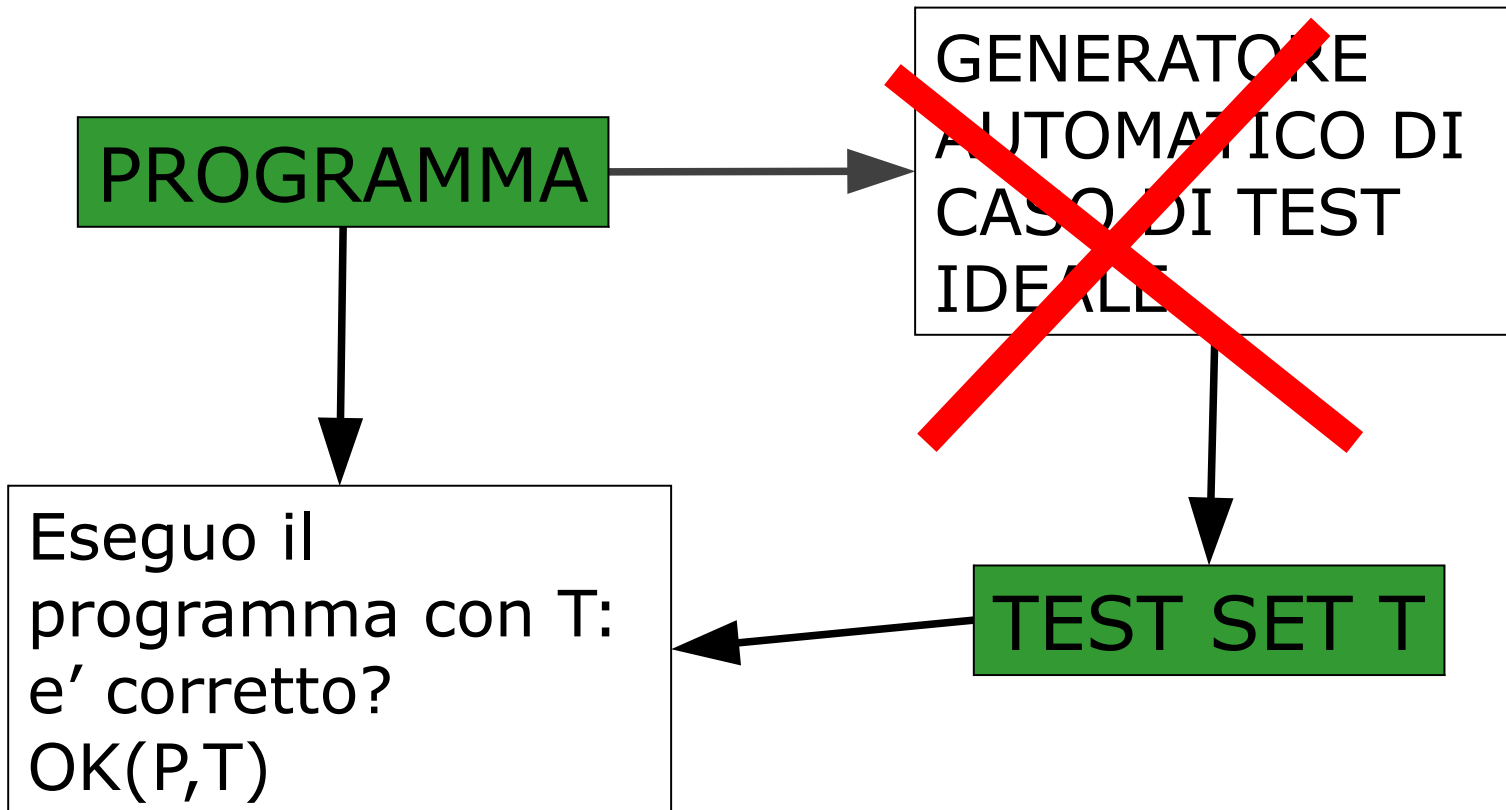 PROGRAMMA
GENERATORE
AUTOMATICO DI
CASO DI TEST
IDEALE
Eseguo il
programma con T:
e’ corretto?
OK(P,T)
TEST SET T